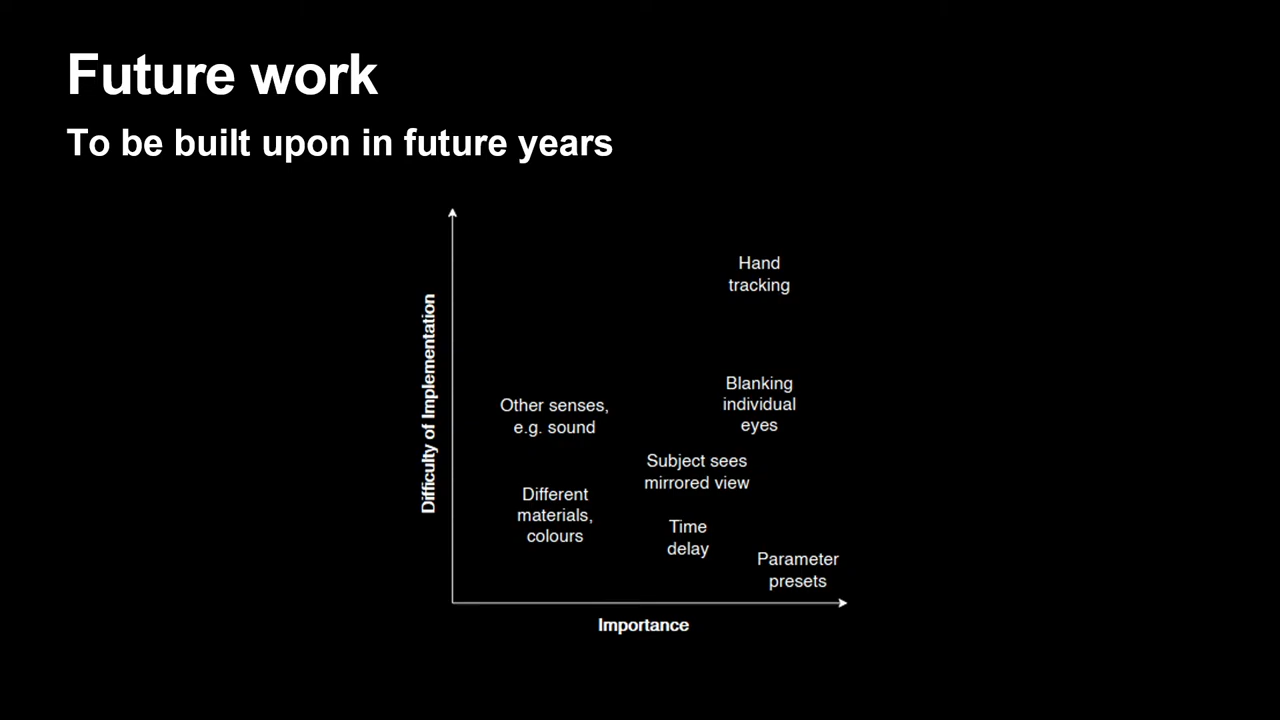 Future work
To be built upon in future years
Difficulty of Implementation
Hand
tracking
Blanking
individual
eyes
Other senses,
e.g. sound
Subject sees
mirrored view
Different
materials,
colours
Time
delay
Parameter
presets
Importance